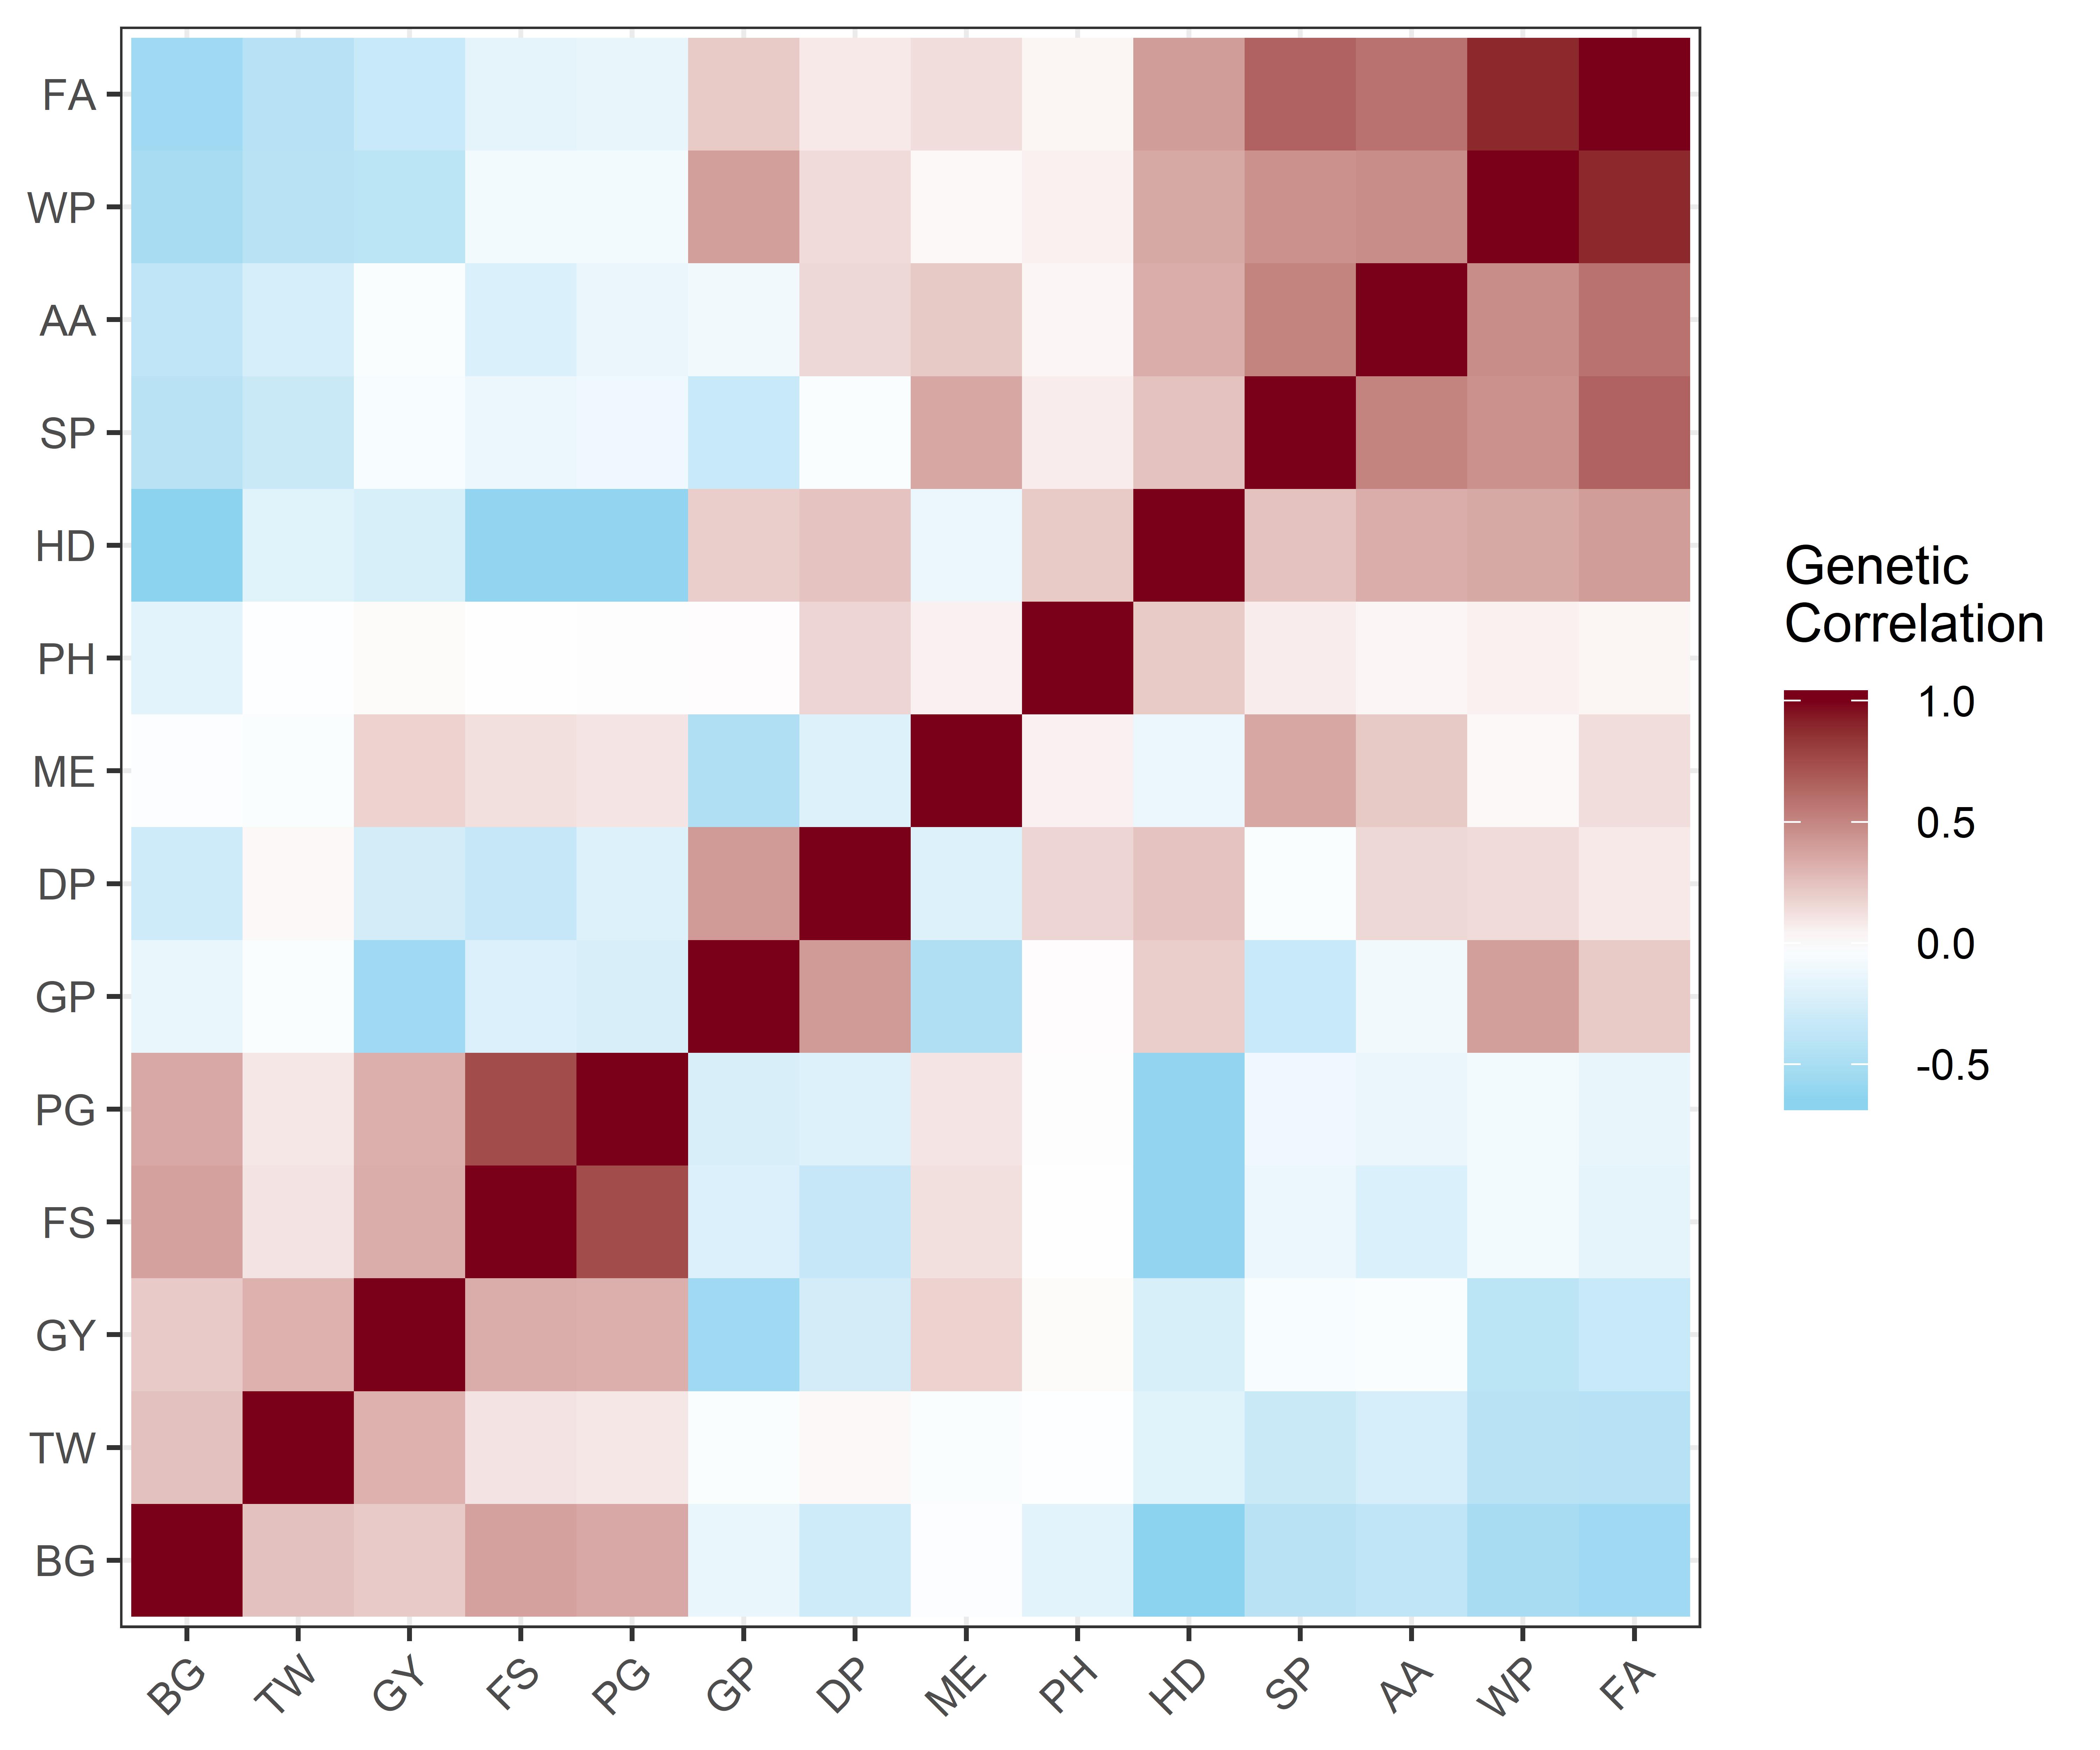 FA
WP
AA
SP
HD
PH
ME
DP
GP
PG
FS
GY
TW
BG
BG TW GY FS PG GP DP ME PH HD SP AA WP FA
Genetic
Correlation
1.0
0.5
0.0
-0.5